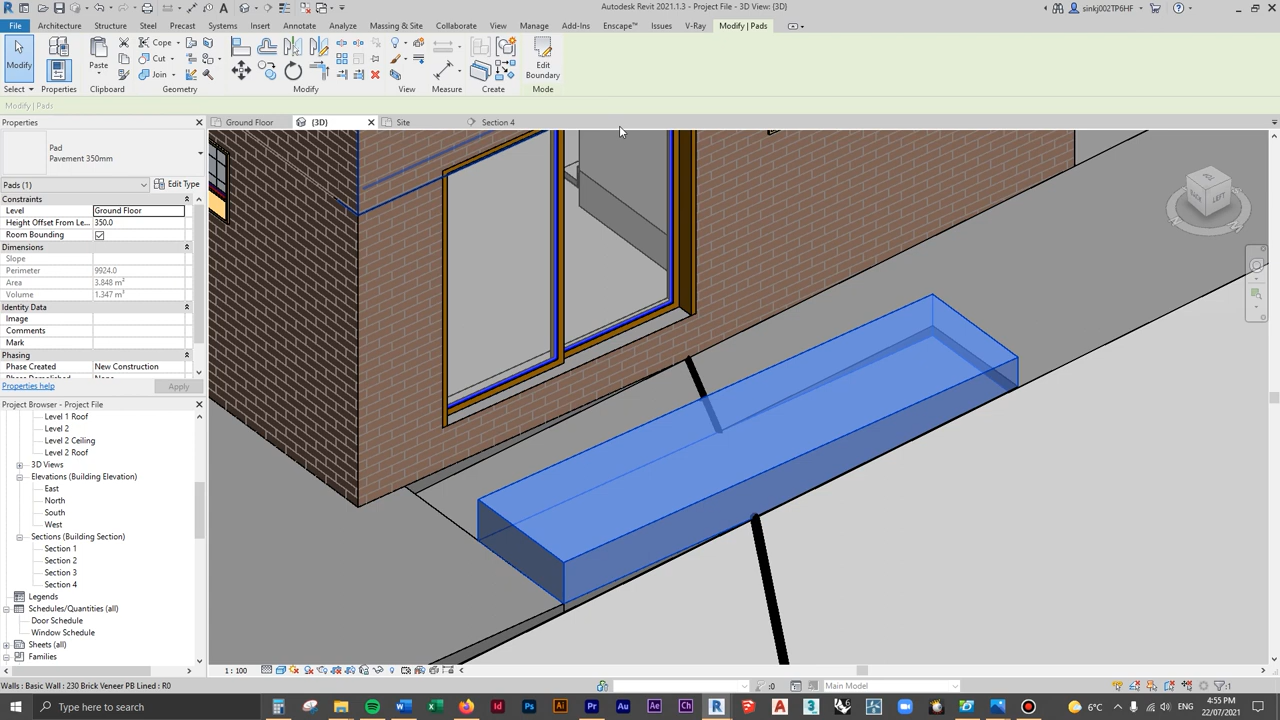 Autodesk Revit 2021.1.3 - Project File - 3D View: {3D}
sinkj002TP6HF
File Architecture Structure Steel Precast Systems Insert Annotate Analyze Massing & Site Collaborate View Manage Add-Ins Enscape™ Issues V-Ray Modify | Pads
Modify
Paste
Cope
Cut
Join
Edit
Boundary
Select Properties Clipboard Geometry Modify View Measure Create Mode
Modify | Pads
Properties
Ground Floor {3D} Site Section 4
Pad
Pavement 350mm
Pads (1) Edit Type
Constraints
Level Ground Floor
Height Offset From Le... 350.0
Room Bounding
Dimensions
Slope
Perimeter 9924.0
Area 3.848 m²
Volume 1.347 m³
Identity Data
Image
Comments
Mark
Phasing
Phase Created New Construction
Properties help Apply
Project Browser - Project File
Level 1 Roof
Level 2
Level 2 Ceiling
Level 2 Roof
3D Views
Elevations (Building Elevation)
East
North
South
West
Sections (Building Section)
Section 1
Section 2
Section 3
Section 4
Legends
Schedules/Quantities (all)
Door Schedule
Window Schedule
Sheets (all)
Families
BACK LEFT
1 : 100
Walls : Basic Wall : 230 Brick Veneer PB Lined : R0
:0
Main Model
:1
Type here to search
6°C
ENG
4:55 PM
22/07/2021